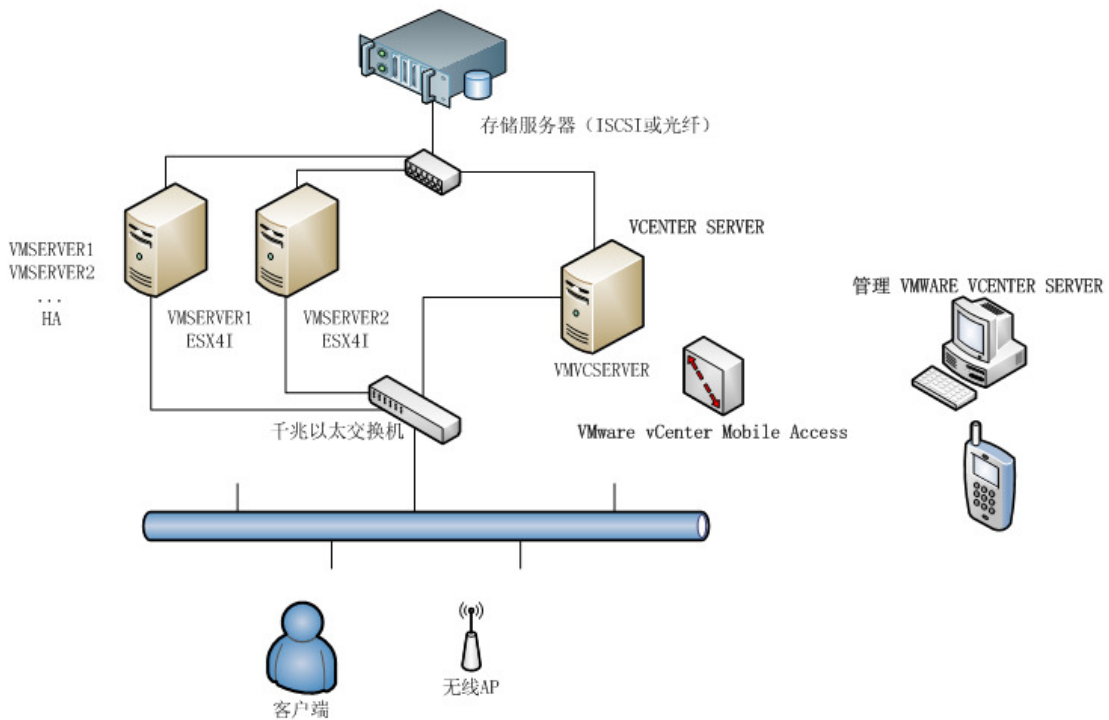 存储服务器（ISCSI或光纤）
VCENTER SERVER
VMSERVER1
VMSERVER2
...
HA
管理 VMWARE VCENTER SERVER
VMSERVER1
ESX4I
VMSERVER2
ESX4I
VMVCSERVER
千兆以太交换机
VMware vCenter Mobile Access
无线AP
客户端